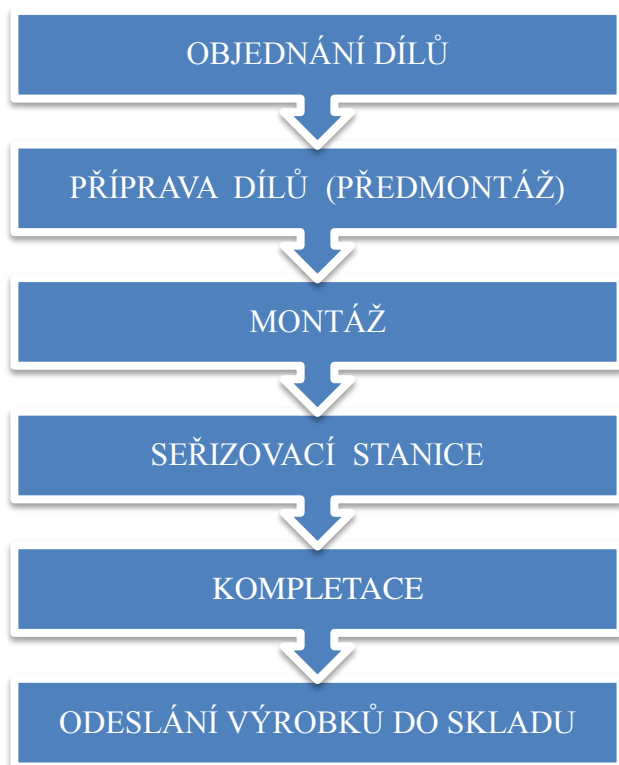 OBJEDNÁNÍ DÍLŮ
PŘÍPRAVA DÍLŮ (PŘEDMONTÁŽ)
MONTÁŽ
SEŘIZOVACÍ STANICE
KOMPLETACE
ODESLÁNÍ VÝROBKŮ DO SKLADU